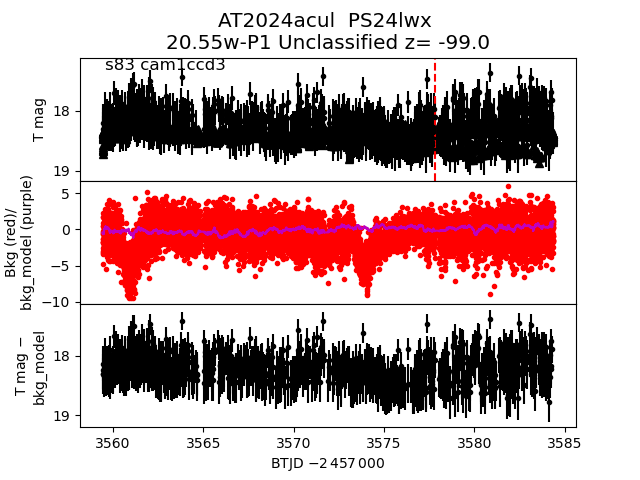 AT2024acul  PS24lwx
20.55w-P1 Unclassified z= -99.0
s83 cam1ccd3
T mag
18
19
Bkg (red)/
bkg_model (purple)
5
0
−5
−10
T mag −
bkg_model
18
19
3560
3565
3570
3575
3580
3585
BTJD −2 457 000